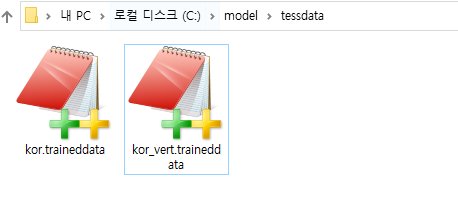 내 PC > 로컬 디스크 (C:) > model > tessdata
kor.traineddata
kor_vert.trainedd
ata